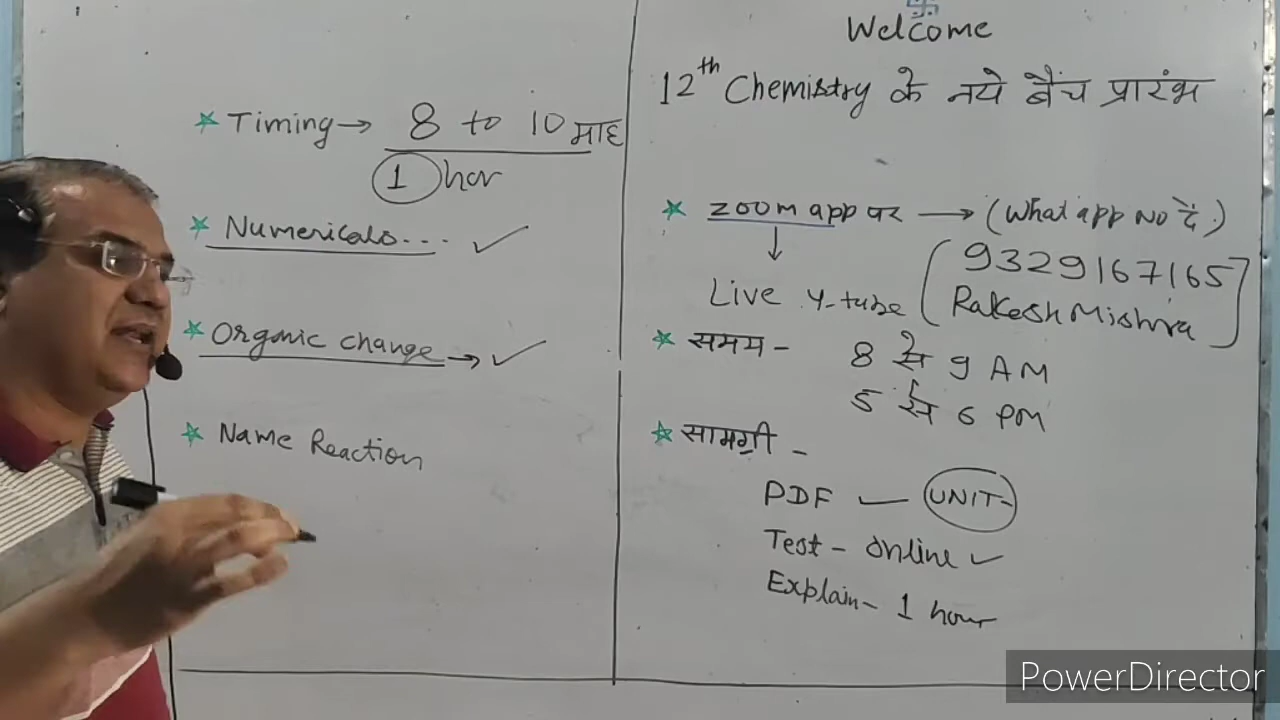 Welcome
12th Chemistry के नये बैच प्रारंभ
* Timing → 8 to 10 माह
1 hor
* Numericals... ✓
* Organic change → ✓
* Name Reaction
* zoom app पर → (What app No दें.)
↓
Live Y-tube
(9329167165
Rakesh Mishra]
* समय - 8 से 9 AM
5 से 6 PM
* सामग्री -
PDF — UNIT-
Test - online ✓
Explain - 1 hour
PowerDirector